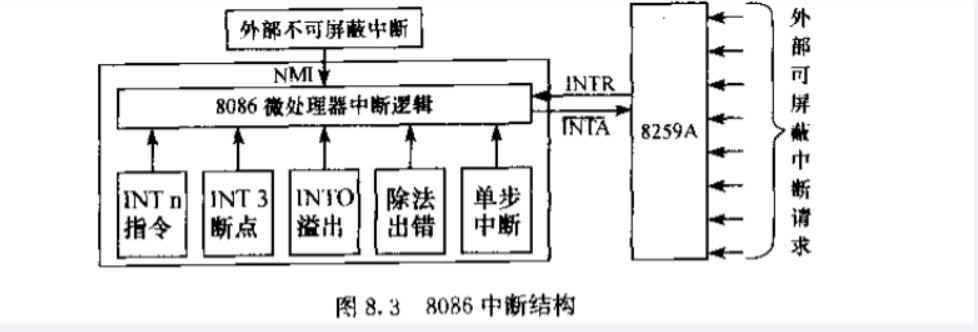 外部不可屏蔽中断
NMI
8086 微处理器中断逻辑
INTR
INTA
8259A
INT n
指令
INT 3
断点
INTO
溢出
除法
出错
单步
中断
外部可屏蔽中断请求
图 8.3 8086 中断结构